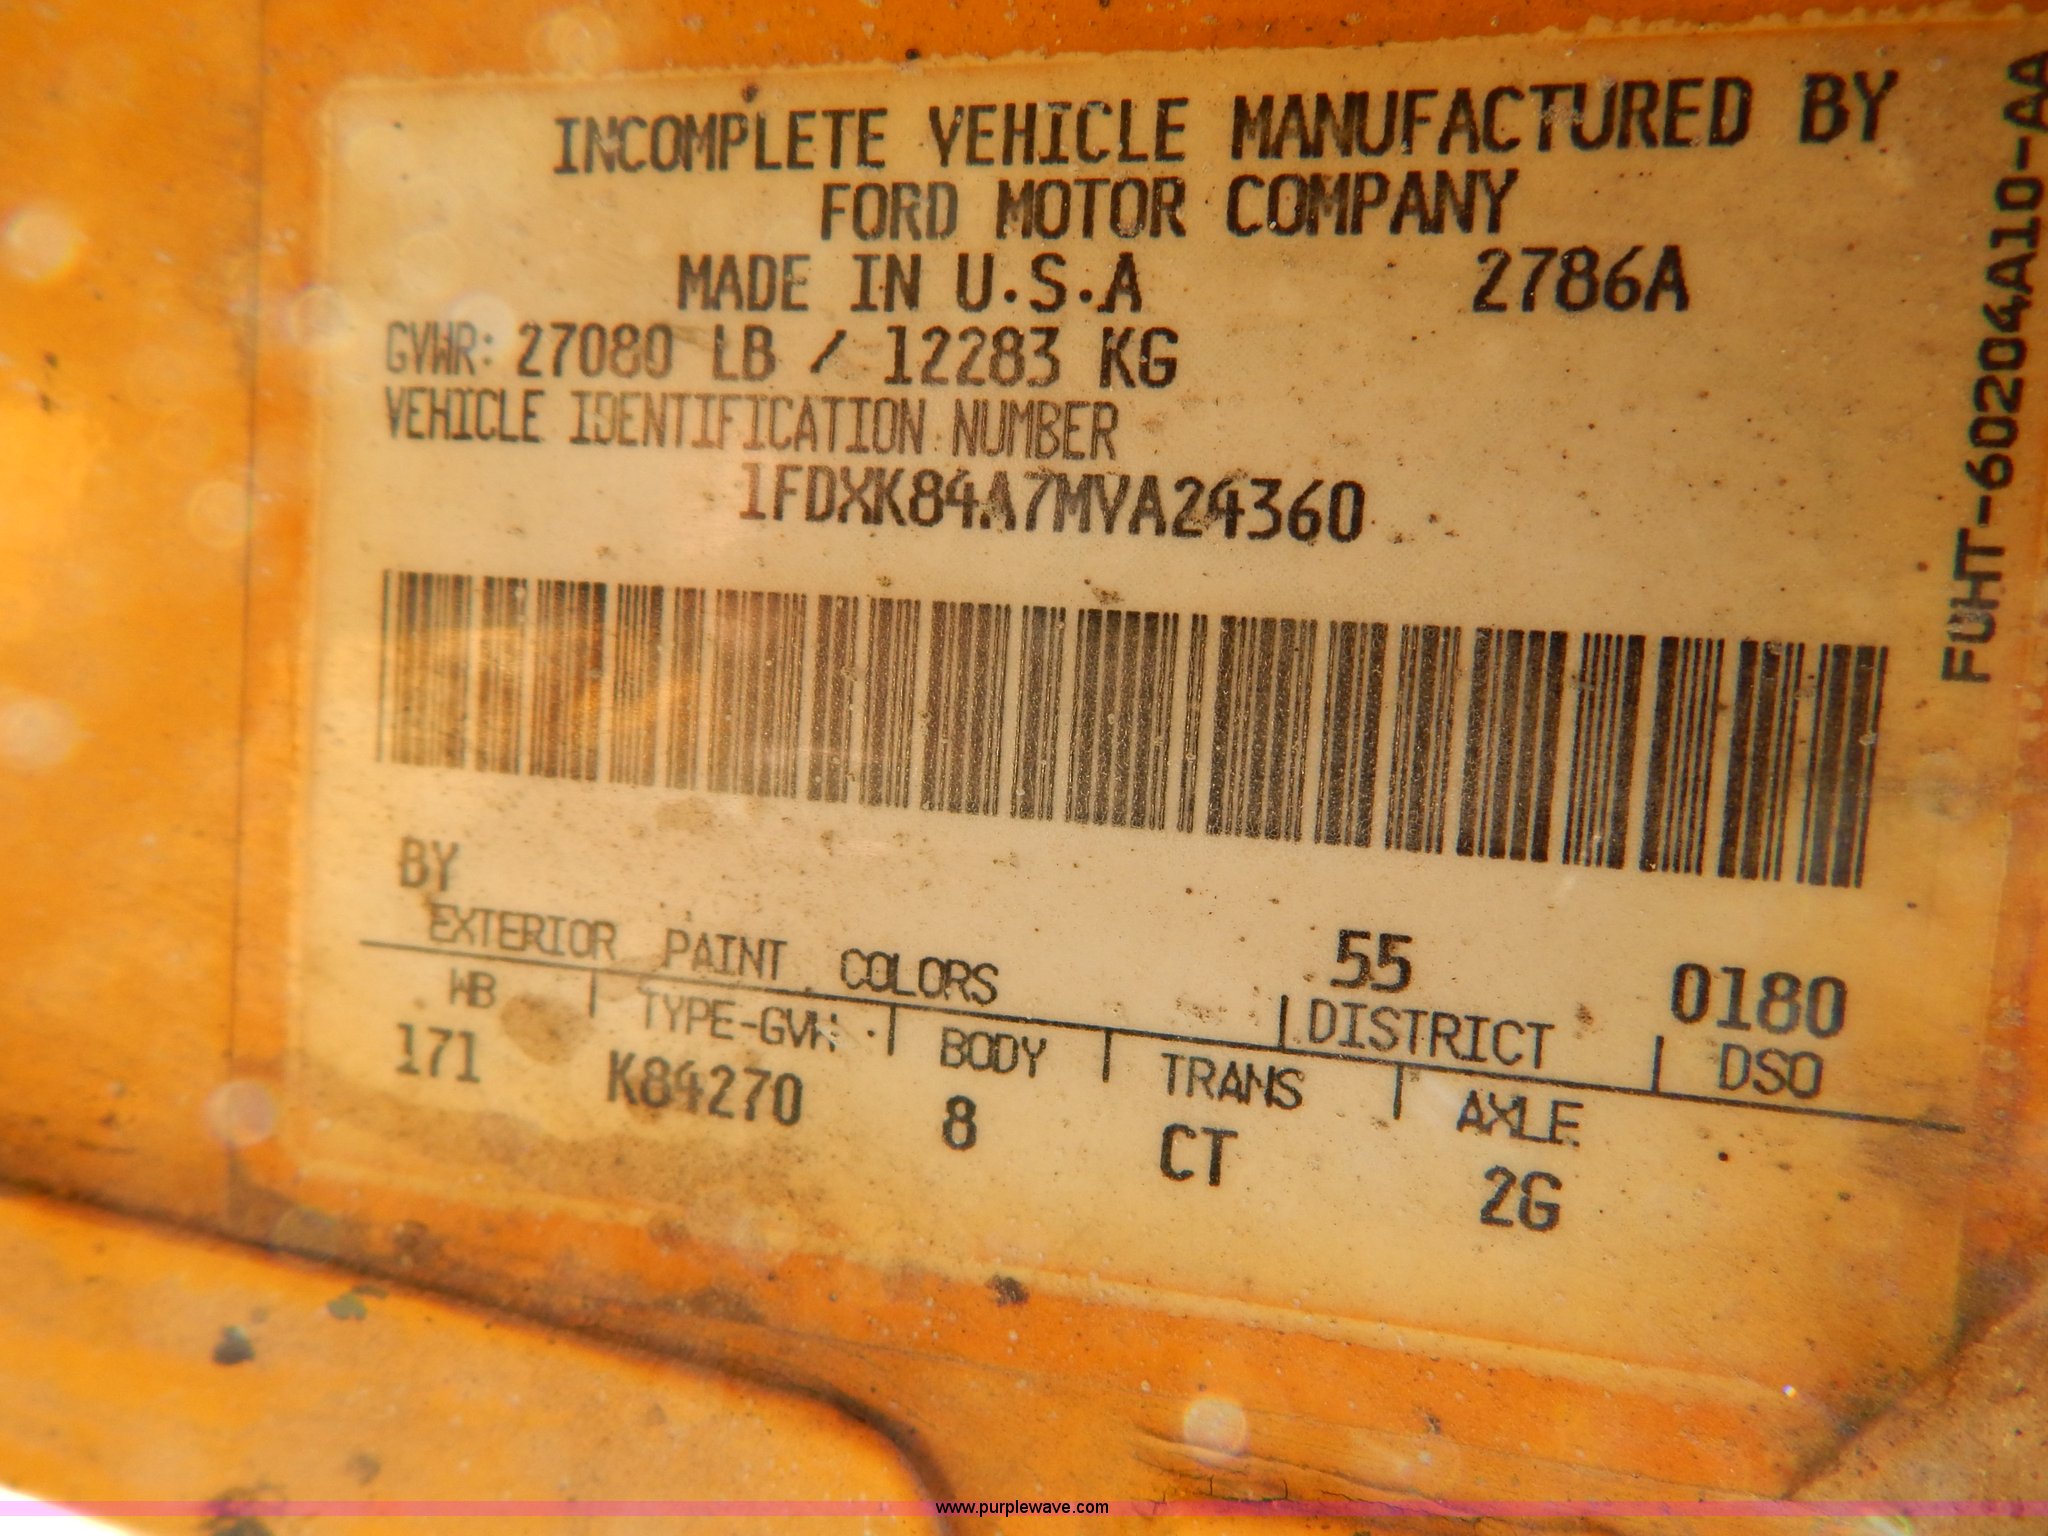 INCOMPLETE VEHICLE MANUFACTURED BY
FORD MOTOR COMPANY
MADE IN U.S.A 2786A
GVWR: 27080 LB / 12283 KG
VEHICLE IDENTIFICATION NUMBER
1FDXK84A7MVA24360
BY
EXTERIOR PAINT COLORS 55 0180
WB TYPE-GVW BODY TRANS DISTRICT AXLE DSO
171 K84270 8 CT 2G
FUHT-60204A10-AA
www.purplewave.com